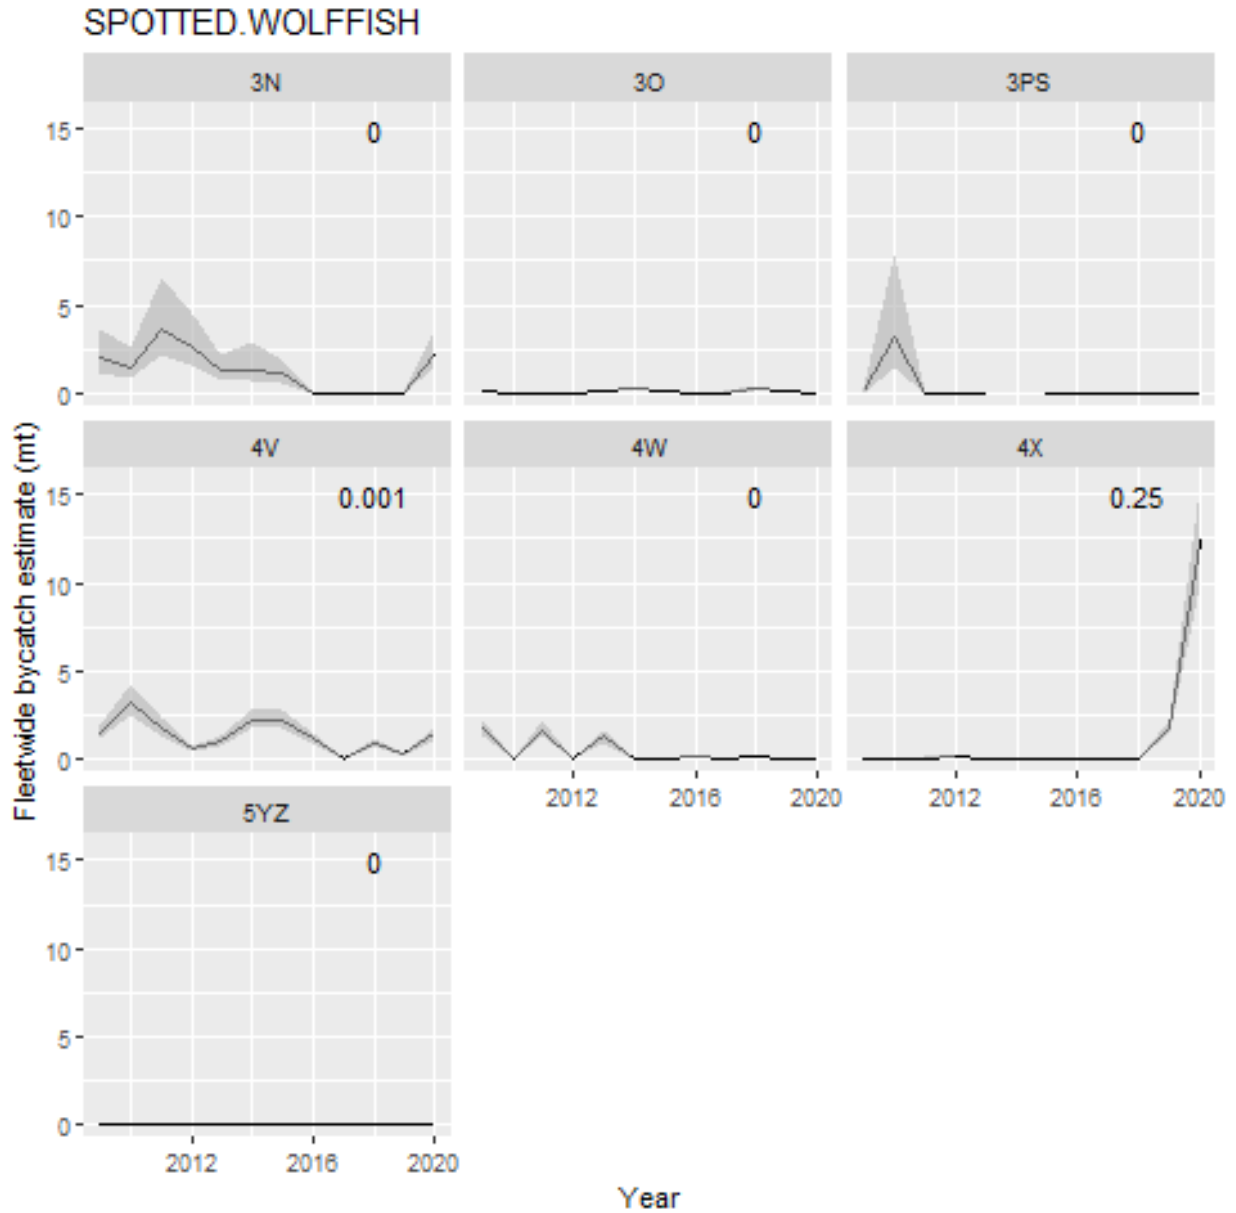 SPOTTED.WOLFFISH
3N 3O 3PS
15 0 0 0
10
5
0
4V 4W 4X
15 0.001 0 0.25
10
5
0
2012 2016 2020 2012 2016 2020
5YZ
15 0
10
5
0
2012 2016 2020
Year
Fleetwide bycatch estimate (mt)